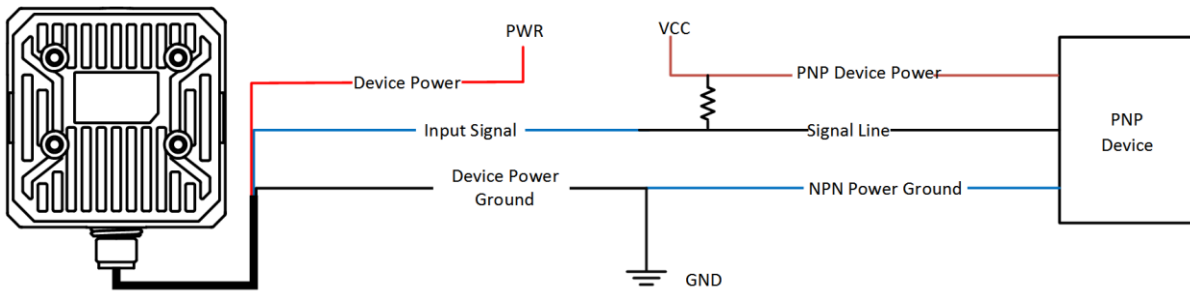 PWR
VCC
Device Power
PNP Device Power
Input Signal
Signal Line
PNP
Device
Device Power
Ground
NPN Power Ground
GND